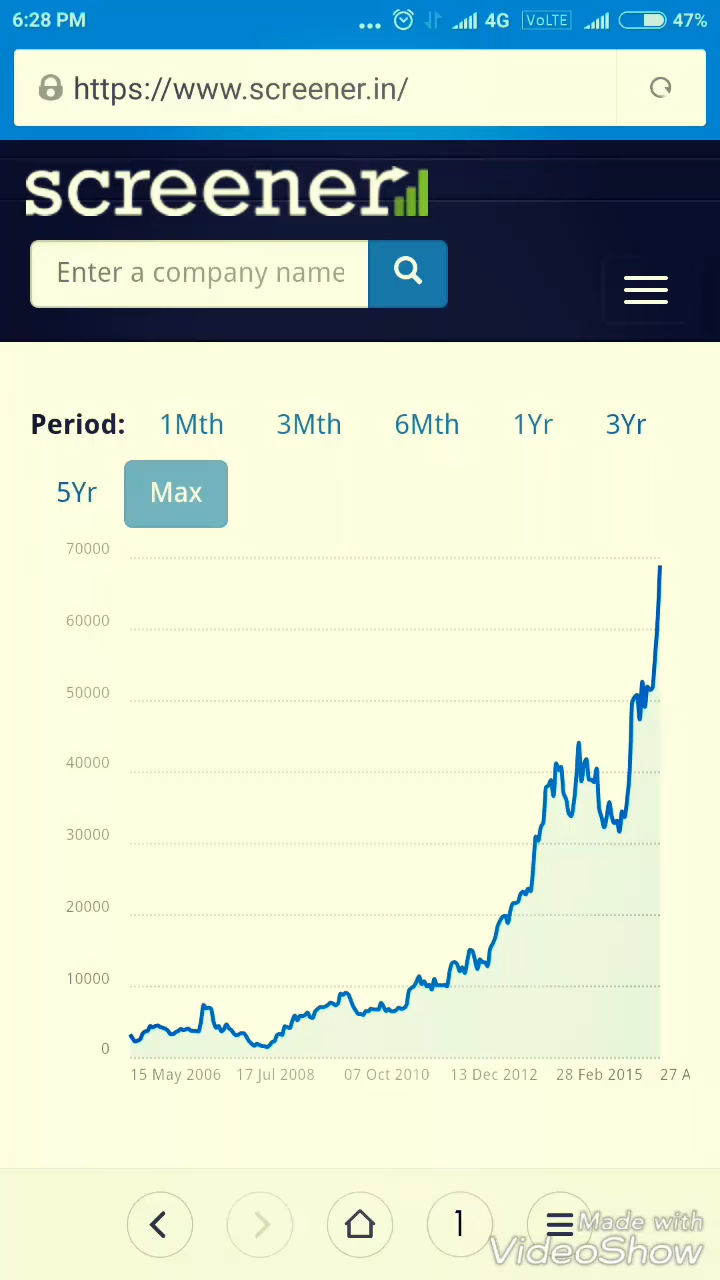 6:28 PM ... 4G VoLTE 47%
https://www.screener.in/
screener
Enter a company name
Period: 1Mth 3Mth 6Mth 1Yr 3Yr
5Yr Max
70000
60000
50000
40000
30000
20000
10000
0
15 May 2006 17 Jul 2008 07 Oct 2010 13 Dec 2012 28 Feb 2015 27 A
1
Made with
VideoShow